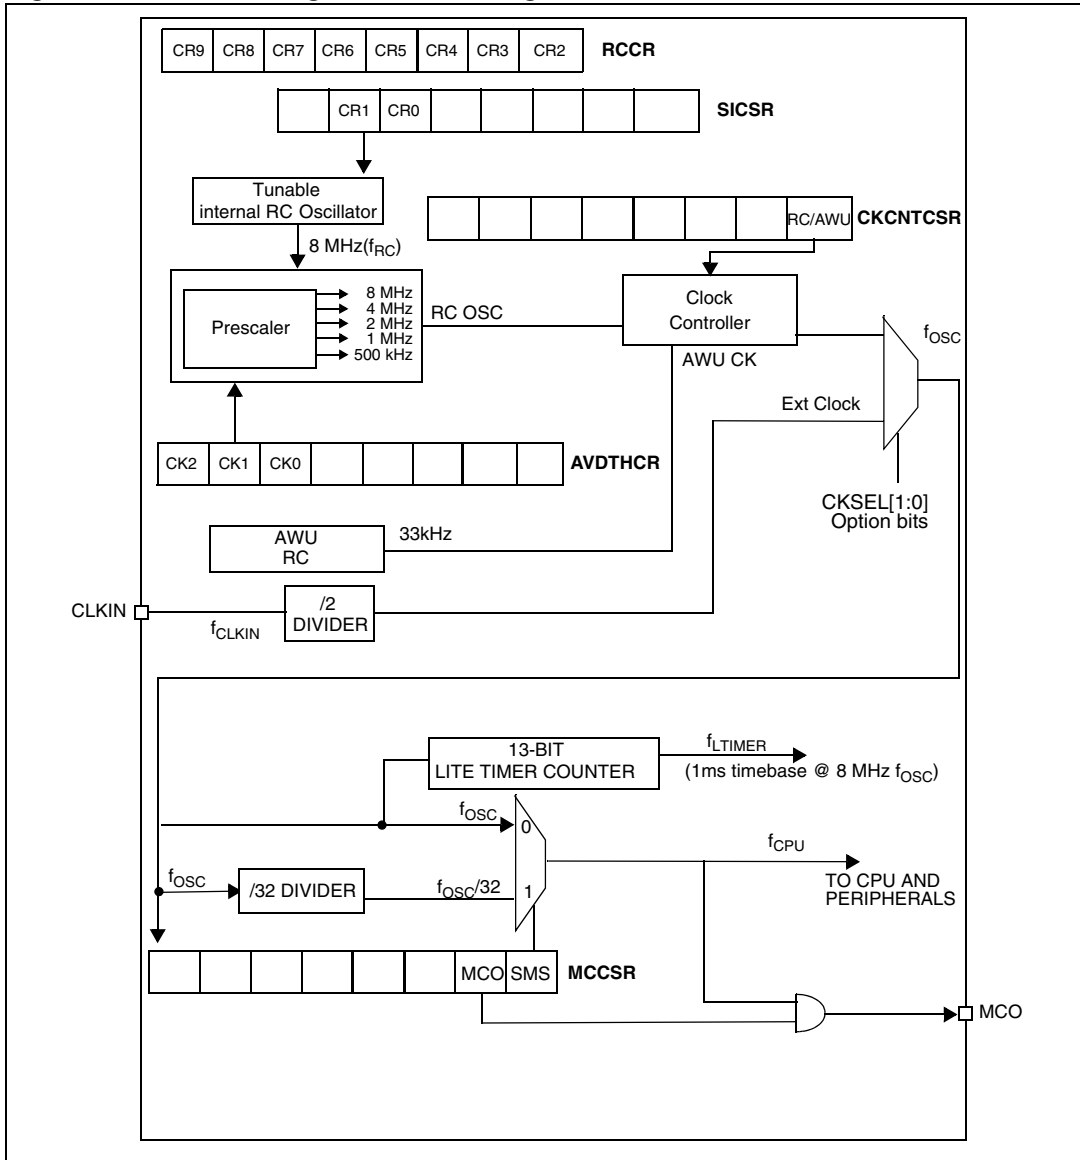 CR9 CR8 CR7 CR6 CR5 CR4 CR3 CR2 RCCR
CR1 CR0 SICSR
Tunable
internal RC Oscillator
RC/AWU CKCNTCSR
8 MHz(fRC)
Prescaler
8 MHz
4 MHz
2 MHz
1 MHz
500 kHz
RC OSC
Clock
Controller
fOSC
AWU CK
Ext Clock
CK2 CK1 CK0 AVDTHCR
CKSEL[1:0]
Option bits
AWU
RC
33kHz
CLKIN
fCLKIN
/2
DIVIDER
13-BIT
LITE TIMER COUNTER
fLTIMER
(1ms timebase @ 8 MHz fOSC)
fOSC
0
fCPU
TO CPU AND
PERIPHERALS
fOSC
/32 DIVIDER
fOSC/32
1
MCO SMS MCCSR
MCO